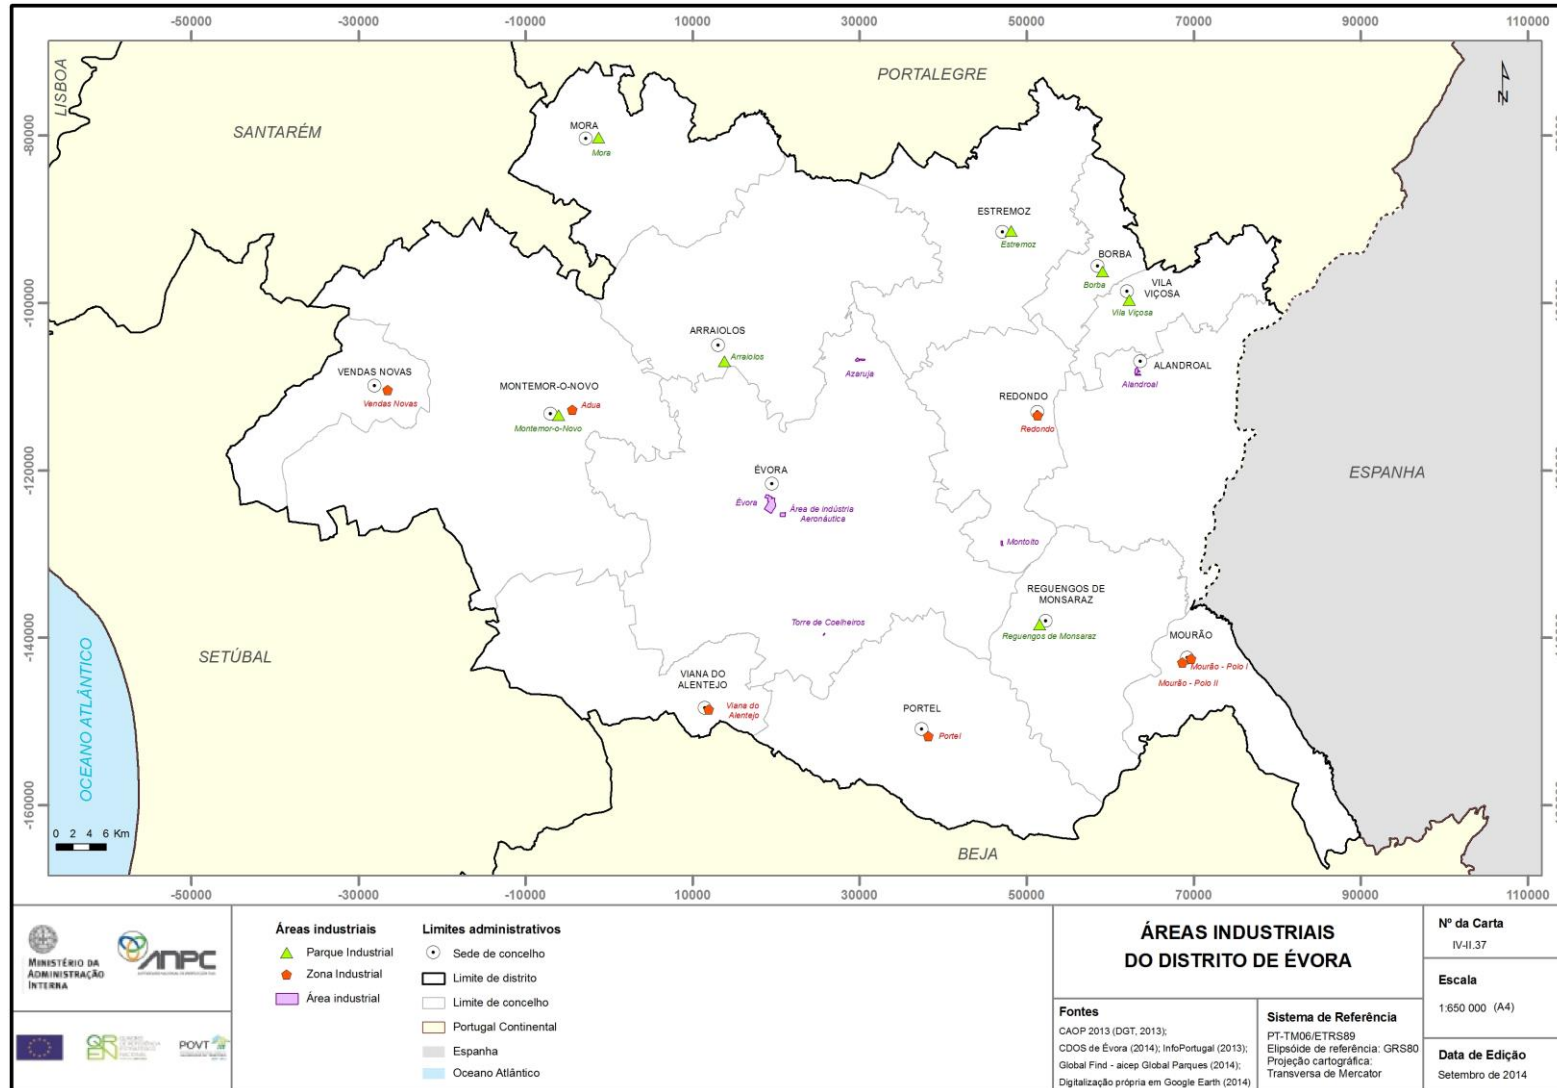 -50000 -30000 -10000 10000 30000 50000 70000 90000 110000
LISBOA
SANTARÉM
PORTALEGRE
N
-80000
MORA
Mora
ESTREMOZ
Estremoz
BORBA
Borba
VILA
VIÇOSA
Vila Viçosa
-100000
ARRAIOLOS
Arraiolos
Azaruja
ALANDROAL
Alandroal
VENDAS NOVAS
Vendas Novas
MONTEMOR-O-NOVO
Montemor-o-Novo
Adua
REDONDO
Redondo
-120000
ÉVORA
Évora
Área de indústria
Aeronáutica
ESPANHA
Montoito
REGUENGOS DE
MONSARAZ
Reguengos de Monsaraz
-140000
Torre de Coelheiros
MOURÃO
Mourão - Polo I
Mourão - Polo II
SETÚBAL
OCEANO ATLÂNTICO
VIANA DO
ALENTEJO
Viana do
Alentejo
PORTEL
Portel
-160000
0 2 4 6 Km
BEJA
-50000 -30000 -10000 10000 30000 50000 70000 90000 110000
MINISTÉRIO DA
ADMINISTRAÇÃO
INTERNA
ANPC
QREN
POVT
Áreas industriais
Parque Industrial
Zona Industrial
Área industrial
Limites administrativos
Sede de concelho
Limite de distrito
Limite de concelho
Portugal Continental
Espanha
Oceano Atlântico
ÁREAS INDUSTRIAIS
DO DISTRITO DE ÉVORA
Fontes
CAOP 2013 (DGT, 2013);
CDOS de Évora (2014); InfoPortugal (2013);
Global Find - aicep Global Parques (2014);
Digitalização própria em Google Earth (2014)
Sistema de Referência
PT-TM06/ETRS89
Elipsóide de referência: GRS80
Projeção cartográfica:
Transversa de Mercator
Nº da Carta
IV-II.37
Escala
1:650 000 (A4)
Data de Edição
Setembro de 2014